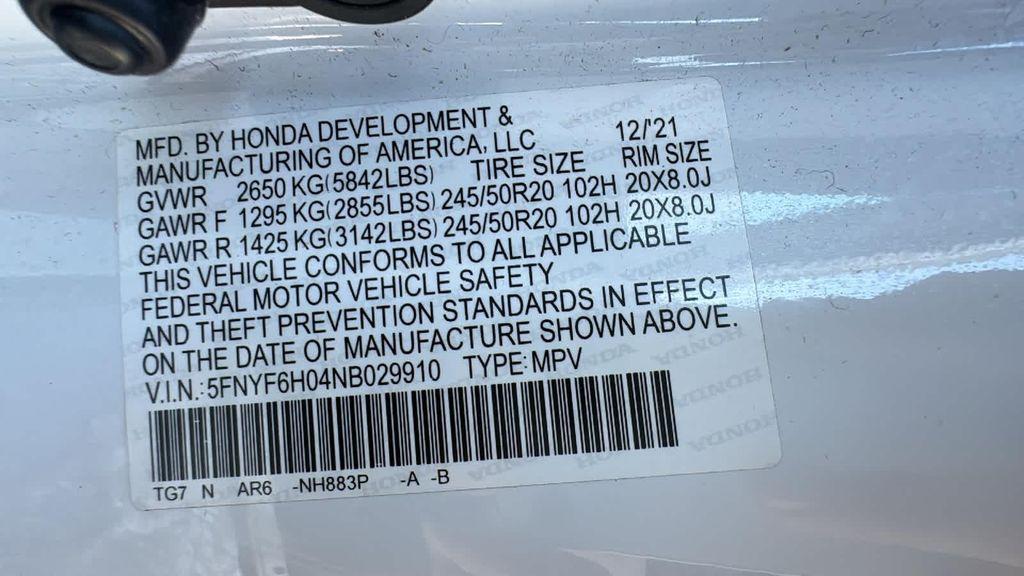 MFD. BY HONDA DEVELOPMENT &
MANUFACTURING OF AMERICA, LLC 12/'21
GVWR 2650 KG(5842LBS) TIRE SIZE RIM SIZE
GAWR F 1295 KG(2855LBS) 245/50R20 102H 20X8.0J
GAWR R 1425 KG(3142LBS) 245/50R20 102H 20X8.0J
THIS VEHICLE CONFORMS TO ALL APPLICABLE
FEDERAL MOTOR VEHICLE SAFETY
AND THEFT PREVENTION STANDARDS IN EFFECT
ON THE DATE OF MANUFACTURE SHOWN ABOVE.
V.I.N.:5FNYF6H04NB029910 TYPE:MPV
TG7 N AR6 -NH883P -A -B